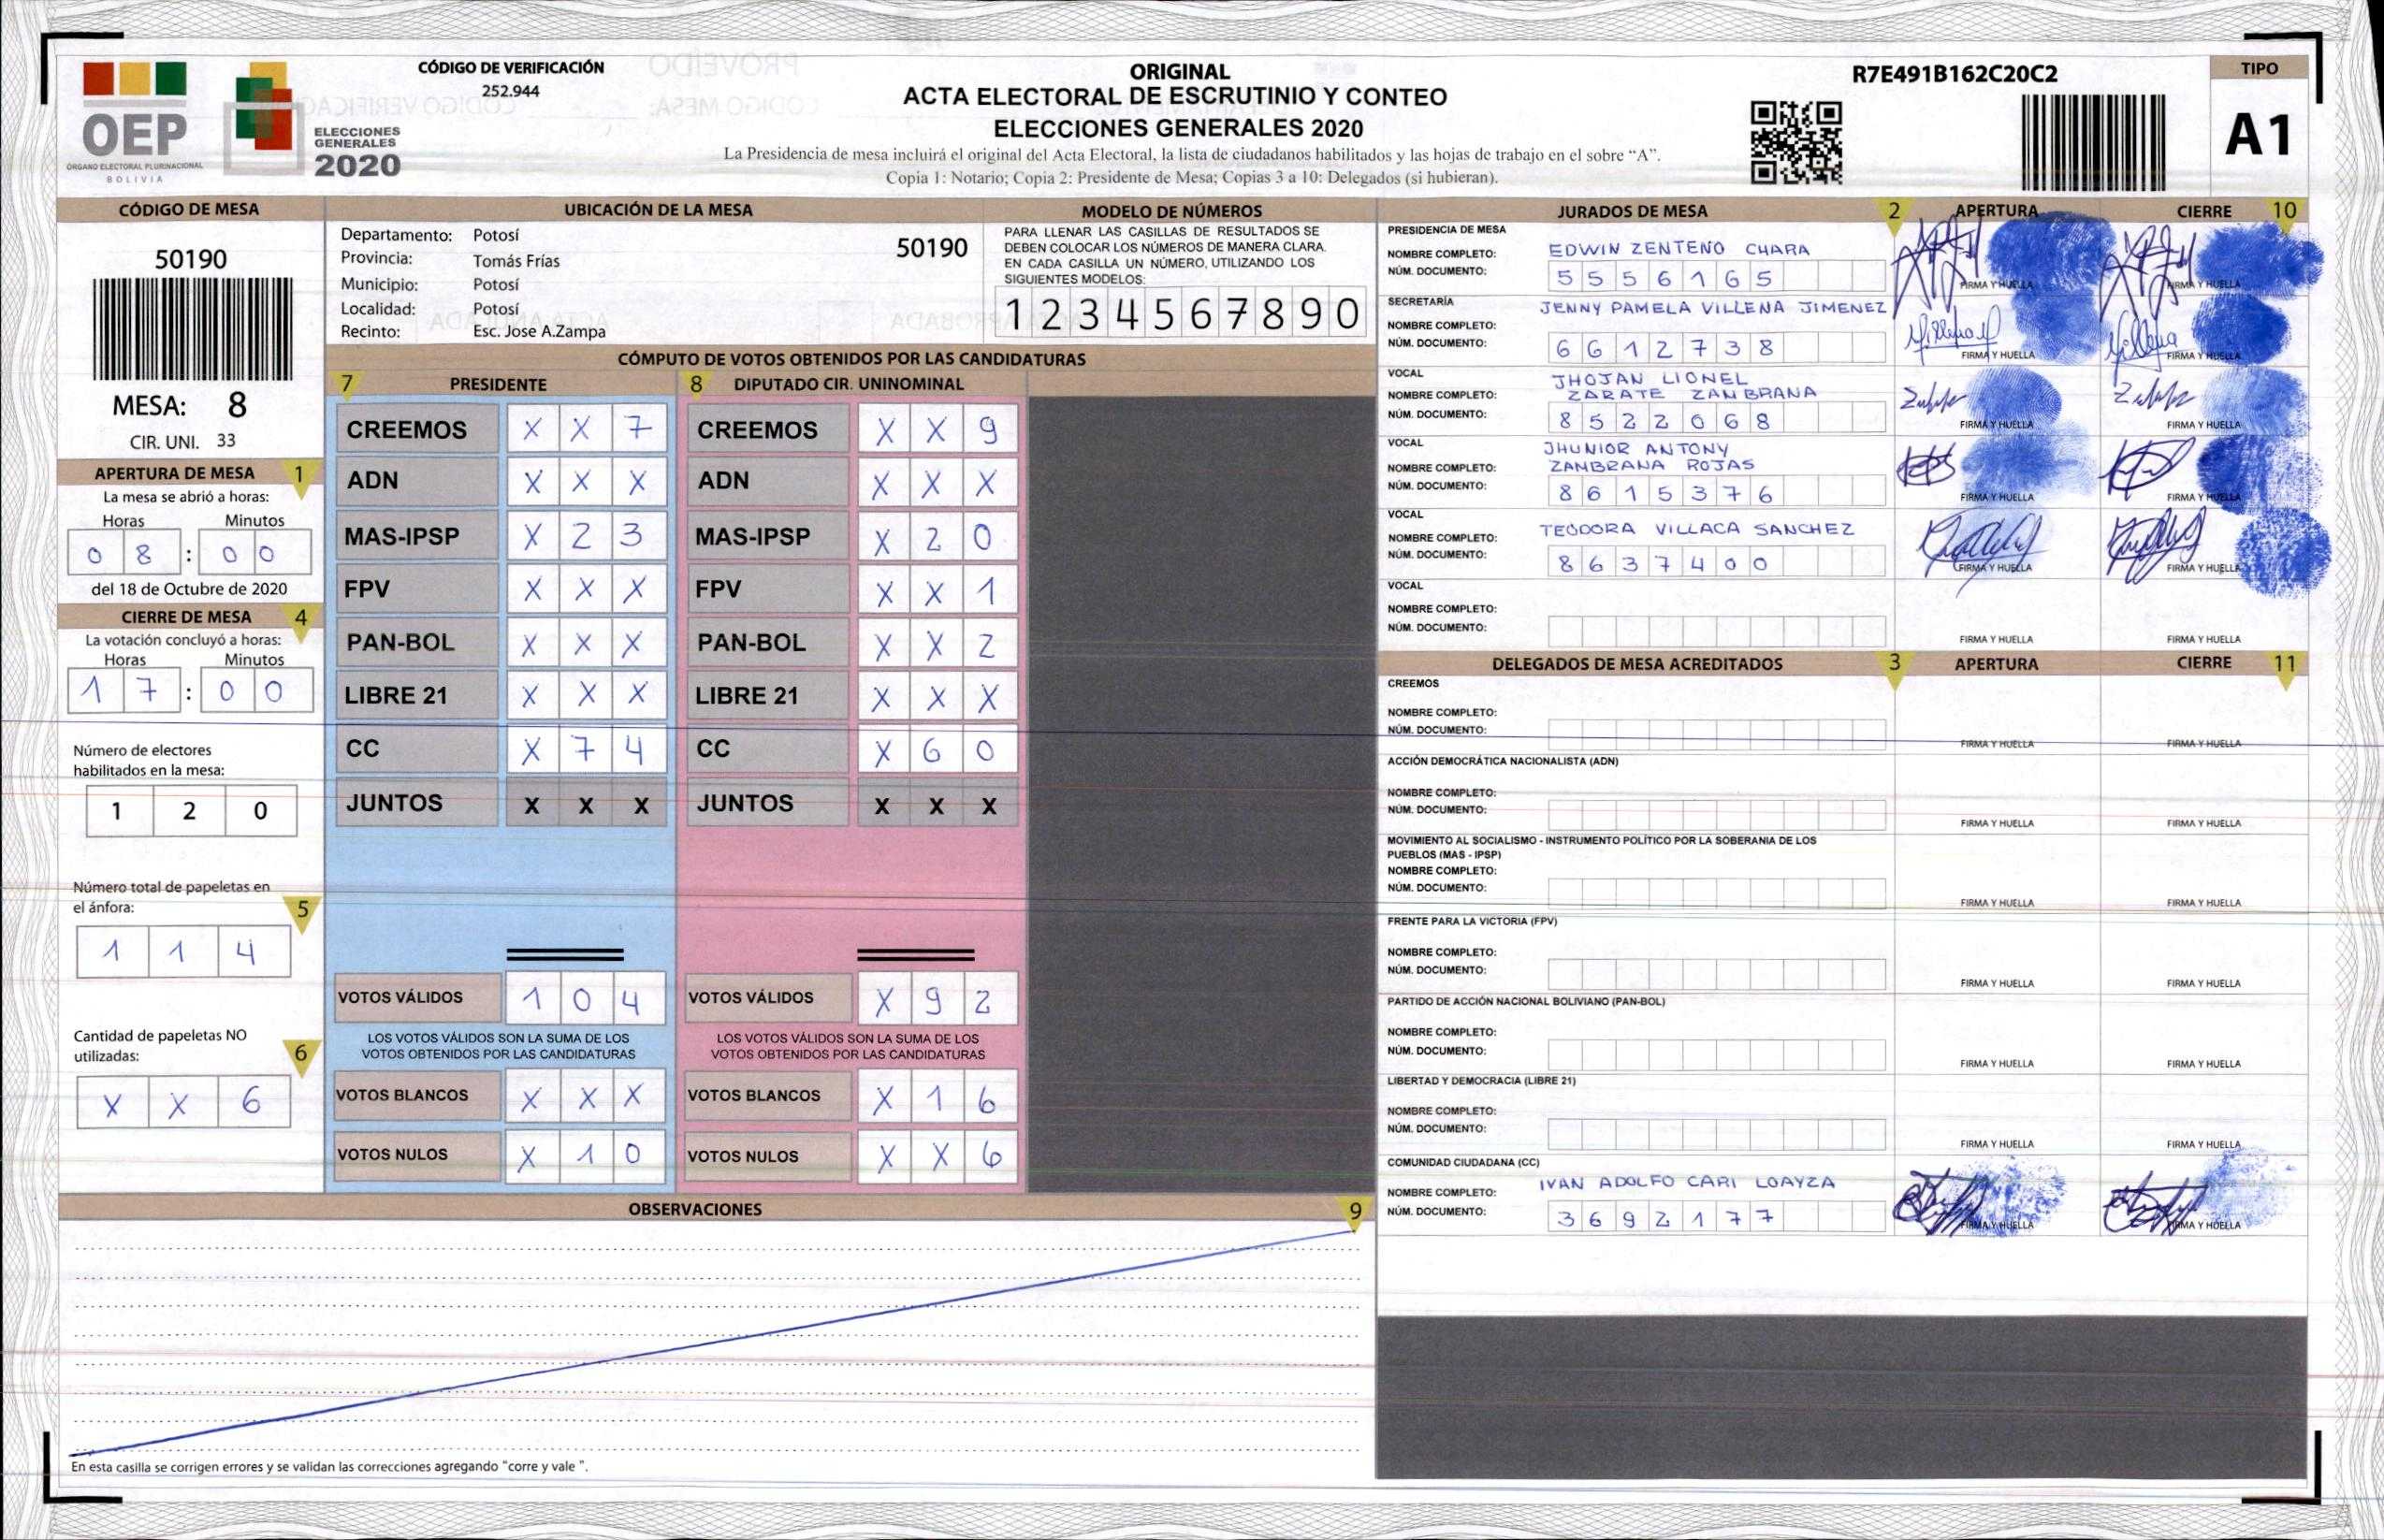 OEP
ÓRGANO ELECTORAL PLURINACIONAL
BOLIVIA
ELECCIONES
GENERALES
2020
CÓDIGO DE VERIFICACIÓN
252.944
ORIGINAL
ACTA ELECTORAL DE ESCRUTINIO Y CONTEO
ELECCIONES GENERALES 2020
La Presidencia de mesa incluirá el original del Acta Electoral, la lista de ciudadanos habilitados y las hojas de trabajo en el sobre “A”.
Copia 1: Notario; Copia 2: Presidente de Mesa; Copias 3 a 10: Delegados (si hubieran).
R7E491B162C20C2
TIPO
A1
CÓDIGO DE MESA
50190
MESA: 8
CIR. UNI. 33
APERTURA DE MESA 1
La mesa se abrió a horas:
Horas Minutos
0 8 : 0 0
del 18 de Octubre de 2020
CIERRE DE MESA 4
La votación concluyó a horas:
Horas Minutos
1 7 : 0 0
Número de electores
habilitados en la mesa:
1 2 0
Número total de papeletas en
el ánfora: 5
1 1 4
Cantidad de papeletas NO
utilizadas: 6
X X 6
UBICACIÓN DE LA MESA
Departamento: Potosí
Provincia: Tomás Frías
Municipio: Potosí
Localidad: Potosí
Recinto: Esc. Jose A.Zampa
50190
MODELO DE NÚMEROS
PARA LLENAR LAS CASILLAS DE RESULTADOS SE
DEBEN COLOCAR LOS NÚMEROS DE MANERA CLARA.
EN CADA CASILLA UN NÚMERO, UTILIZANDO LOS
SIGUIENTES MODELOS:
1 2 3 4 5 6 7 8 9 0
CÓMPUTO DE VOTOS OBTENIDOS POR LAS CANDIDATURAS
7 PRESIDENTE
CREEMOS X X 7
ADN X X X
MAS-IPSP X 2 3
FPV X X X
PAN-BOL X X X
LIBRE 21 X X X
CC X 7 4
JUNTOS X X X
VOTOS VÁLIDOS 1 0 4
LOS VOTOS VÁLIDOS SON LA SUMA DE LOS
VOTOS OBTENIDOS POR LAS CANDIDATURAS
VOTOS BLANCOS X X X
VOTOS NULOS X 1 0
8 DIPUTADO CIR. UNINOMINAL
CREEMOS X X 9
ADN X X X
MAS-IPSP X 2 0
FPV X X 1
PAN-BOL X X 2
LIBRE 21 X X X
CC X 6 0
JUNTOS X X X
VOTOS VÁLIDOS X 9 2
LOS VOTOS VÁLIDOS SON LA SUMA DE LOS
VOTOS OBTENIDOS POR LAS CANDIDATURAS
VOTOS BLANCOS X 1 6
VOTOS NULOS X X 6
OBSERVACIONES 9
En esta casilla se corrigen errores y se validan las correcciones agregando "corre y vale ".
JURADOS DE MESA 2 APERTURA CIERRE 10
PRESIDENCIA DE MESA
NOMBRE COMPLETO: EDWIN ZENTENO CHARA
NÚM. DOCUMENTO: 5 5 5 6 1 6 5
FIRMA Y HUELLA FIRMA Y HUELLA
SECRETARÍA
NOMBRE COMPLETO: JENNY PAMELA VILLENA JIMENEZ
NÚM. DOCUMENTO: 6 6 1 2 7 3 8
FIRMA Y HUELLA FIRMA Y HUELLA
VOCAL
NOMBRE COMPLETO: JHOJAN LIONEL
ZARATE ZAMBRANA
NÚM. DOCUMENTO: 8 5 2 2 0 6 8
FIRMA Y HUELLA FIRMA Y HUELLA
VOCAL
NOMBRE COMPLETO: JHUNIOR ANTONY
ZAMBRANA ROJAS
NÚM. DOCUMENTO: 8 6 1 5 3 7 6
FIRMA Y HUELLA FIRMA Y HUELLA
VOCAL
NOMBRE COMPLETO: TEODORA VILLACA SANCHEZ
NÚM. DOCUMENTO: 8 6 3 7 4 0 0
FIRMA Y HUELLA FIRMA Y HUELLA
VOCAL
NOMBRE COMPLETO:
NÚM. DOCUMENTO:
FIRMA Y HUELLA FIRMA Y HUELLA
DELEGADOS DE MESA ACREDITADOS 3 APERTURA CIERRE 11
CREEMOS
NOMBRE COMPLETO:
NÚM. DOCUMENTO:
FIRMA Y HUELLA FIRMA Y HUELLA
ACCIÓN DEMOCRÁTICA NACIONALISTA (ADN)
NOMBRE COMPLETO:
NÚM. DOCUMENTO:
FIRMA Y HUELLA FIRMA Y HUELLA
MOVIMIENTO AL SOCIALISMO - INSTRUMENTO POLÍTICO POR LA SOBERANIA DE LOS
PUEBLOS (MAS - IPSP)
NOMBRE COMPLETO:
NÚM. DOCUMENTO:
FIRMA Y HUELLA FIRMA Y HUELLA
FRENTE PARA LA VICTORIA (FPV)
NOMBRE COMPLETO:
NÚM. DOCUMENTO:
FIRMA Y HUELLA FIRMA Y HUELLA
PARTIDO DE ACCIÓN NACIONAL BOLIVIANO (PAN-BOL)
NOMBRE COMPLETO:
NÚM. DOCUMENTO:
FIRMA Y HUELLA FIRMA Y HUELLA
LIBERTAD Y DEMOCRACIA (LIBRE 21)
NOMBRE COMPLETO:
NÚM. DOCUMENTO:
FIRMA Y HUELLA FIRMA Y HUELLA
COMUNIDAD CIUDADANA (CC)
NOMBRE COMPLETO: IVAN ADOLFO CARI LOAYZA
NÚM. DOCUMENTO: 3 6 9 2 1 7 7
FIRMA Y HUELLA FIRMA Y HUELLA